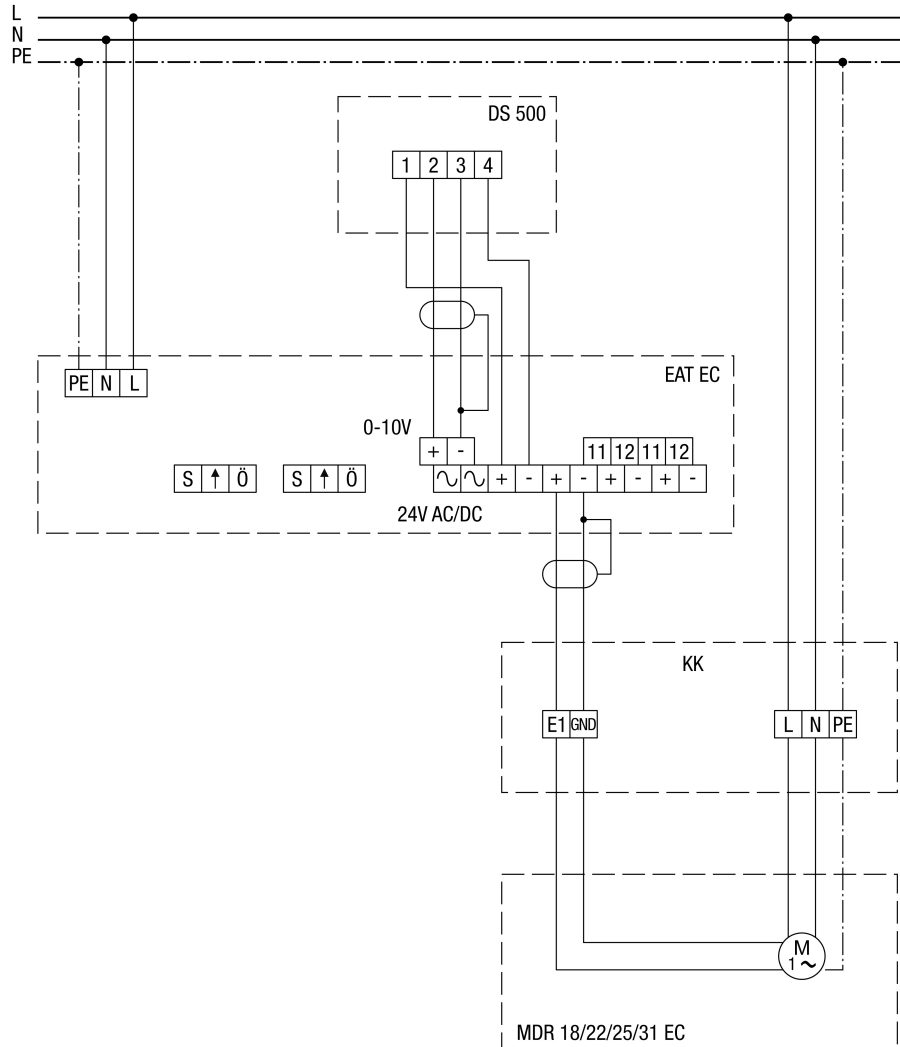 L
N
PE
DS 500
1 2 3 4
EAT EC
PE N L
0-10V
+ -
11 12 11 12
S ↑ Ö S ↑ Ö
∿ ∿ + - + - + - + -
24V AC/DC
KK
E1 GND
L N PE
M
1~
MDR 18/22/25/31 EC